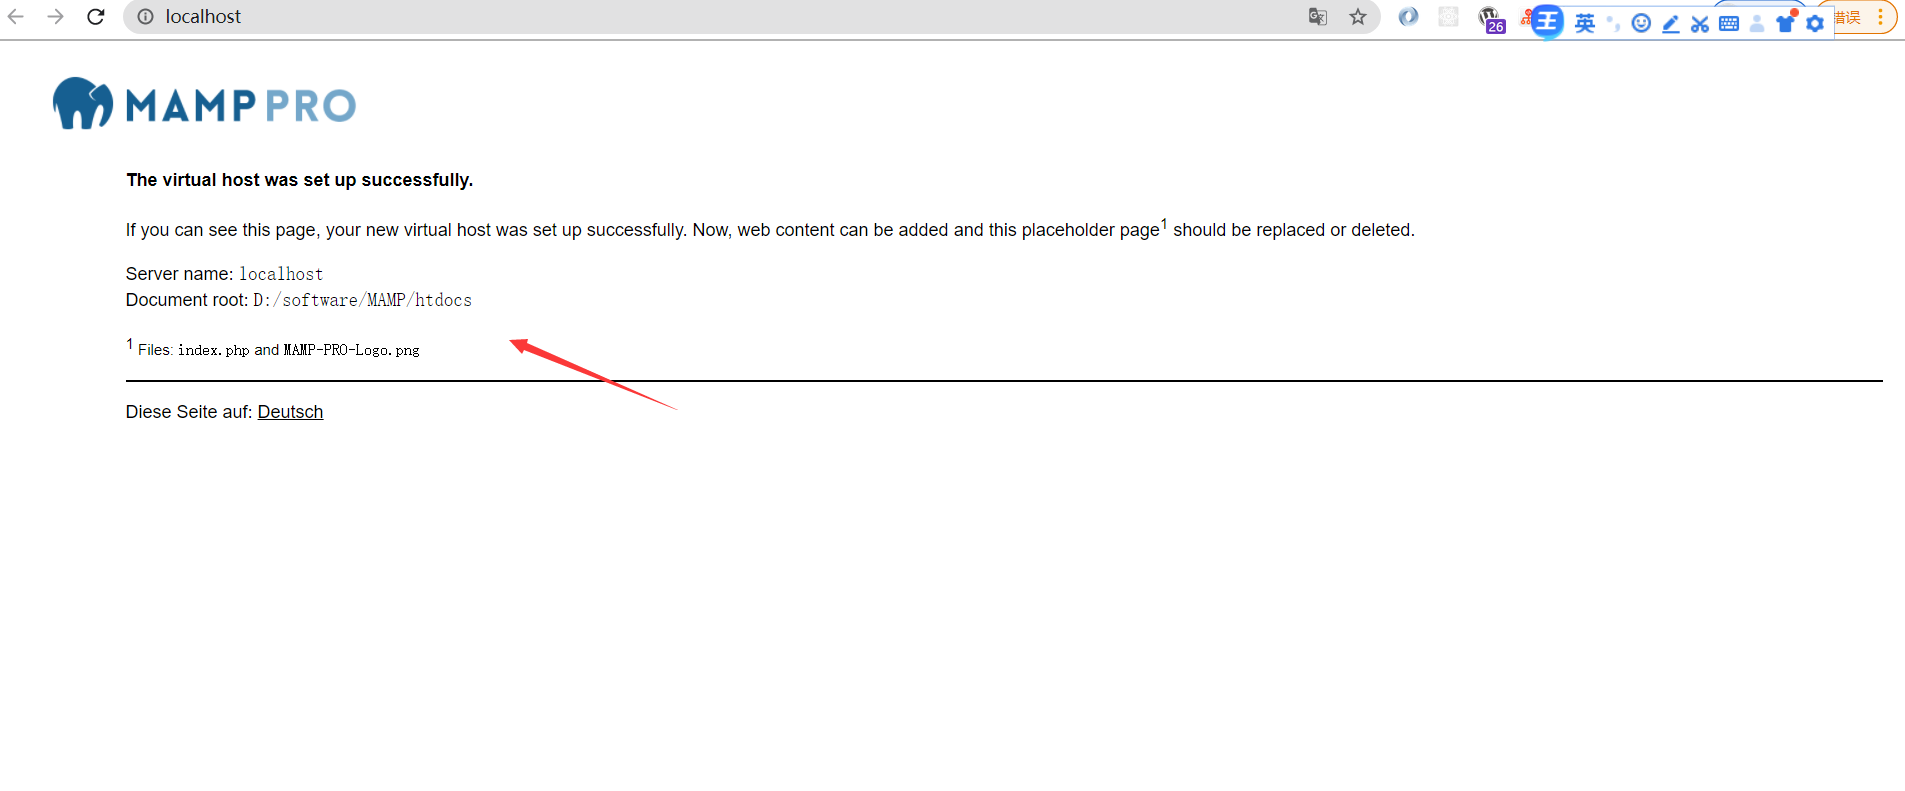 localhost
26
王
英
错误
MAMP PRO
The virtual host was set up successfully.
If you can see this page, your new virtual host was set up successfully. Now, web content can be added and this placeholder page1 should be replaced or deleted.
Server name: localhost
Document root: D:/software/MAMP/htdocs
1 Files: index.php and MAMP-PRO-Logo.png
Diese Seite auf: Deutsch